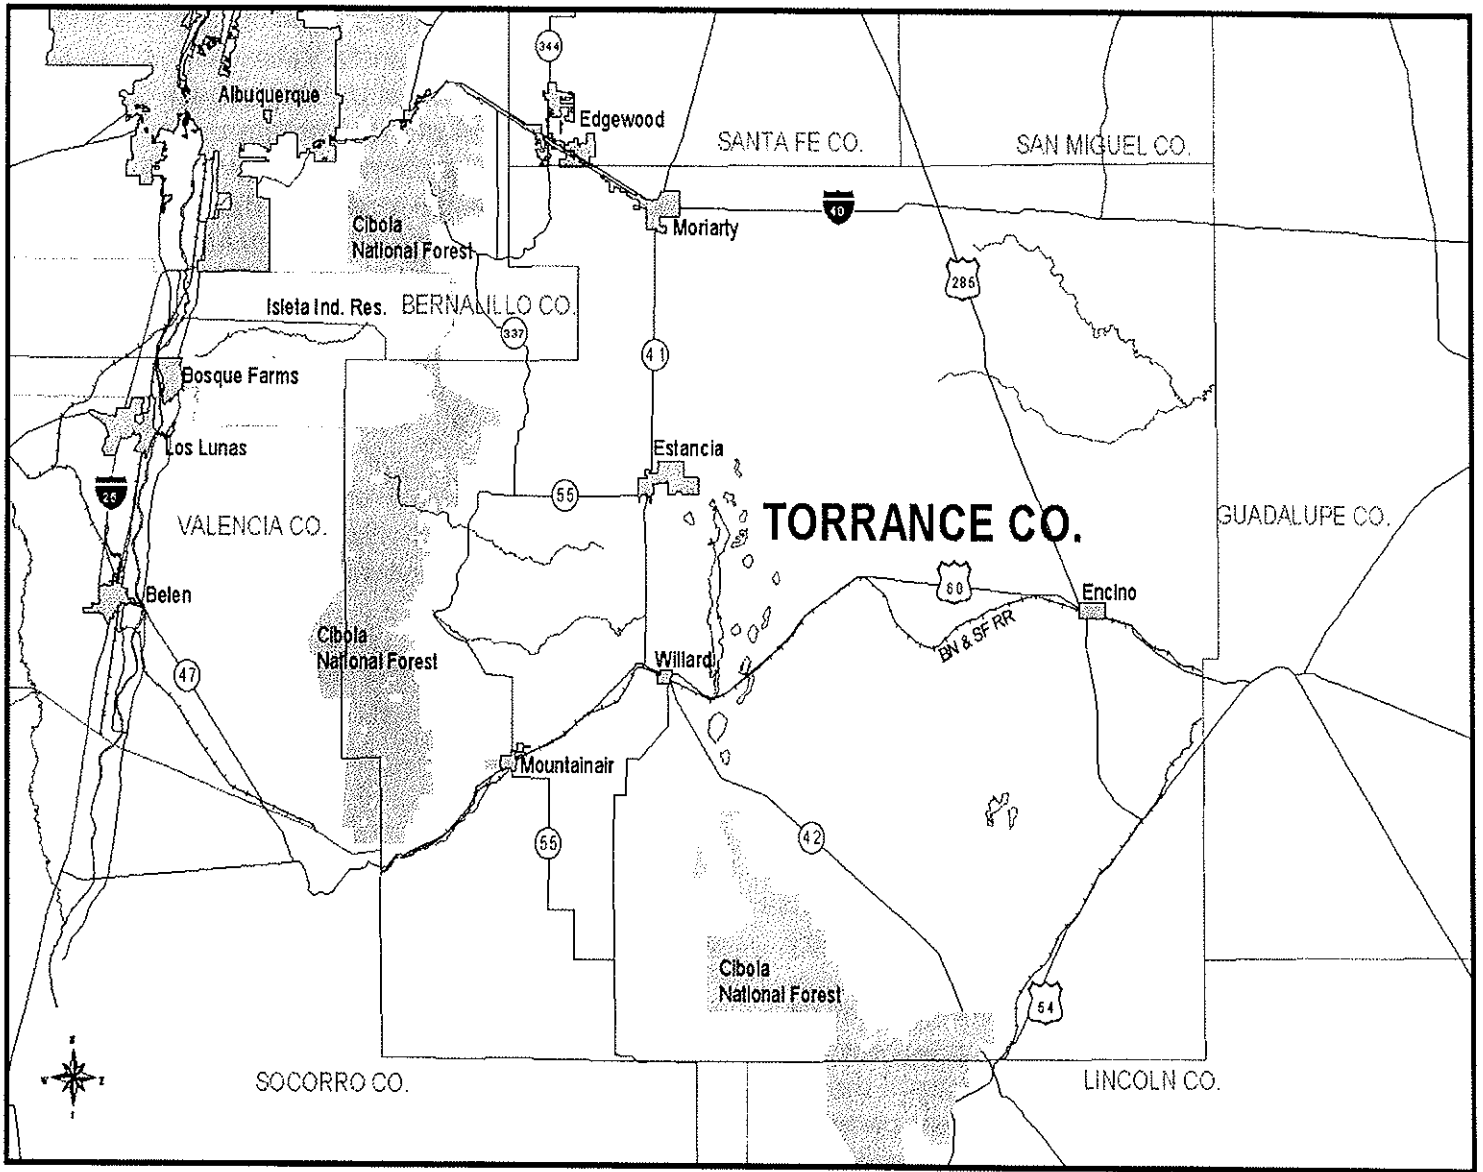 344
Albuquerque
Edgewood
SANTA FE CO.
SAN MIGUEL CO.
40
Cibola
National Forest
Moriarty
285
Isleta Ind. Res.
BERNALILLO CO.
337
41
Bosque Farms
Los Lunas
Estancia
25
55
VALENCIA CO.
TORRANCE CO.
GUADALUPE CO.
60
Belen
Encino
BN & SF RR
Cibola
National Forest
Willard
47
Mountainair
55
42
Cibola
National Forest
54
N
W
SOCORRO CO.
LINCOLN CO.